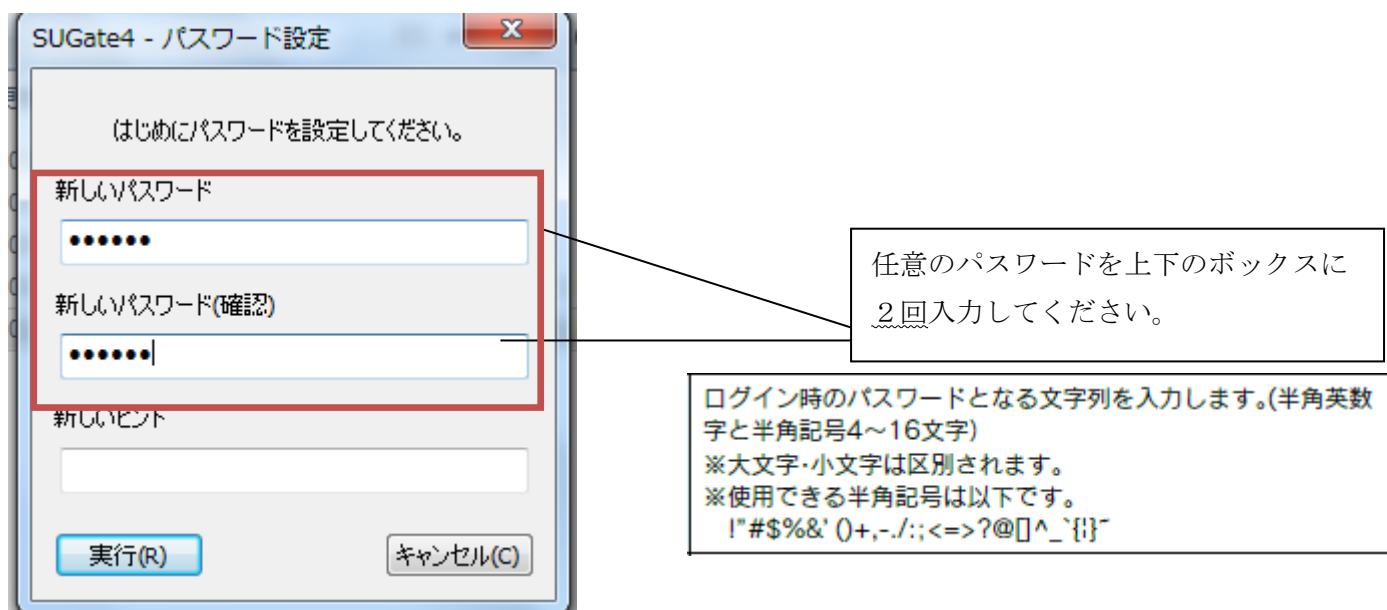 SUGate4 - パスワード設定
はじめにパスワードを設定してください。
新しいパスワード
••••••
新しいパスワード(確認)
••••••
新しいヒント
実行(R)
キャンセル(C)
任意のパスワードを上下のボックスに
２回入力してください。
ログイン時のパスワードとなる文字列を入力します｡(半角英数
字と半角記号4～16文字)
※大文字･小文字は区別されます。
※使用できる半角記号は以下です。
!"#$%&' ()+,-./:;<=>?@[]^_`{¦}˜